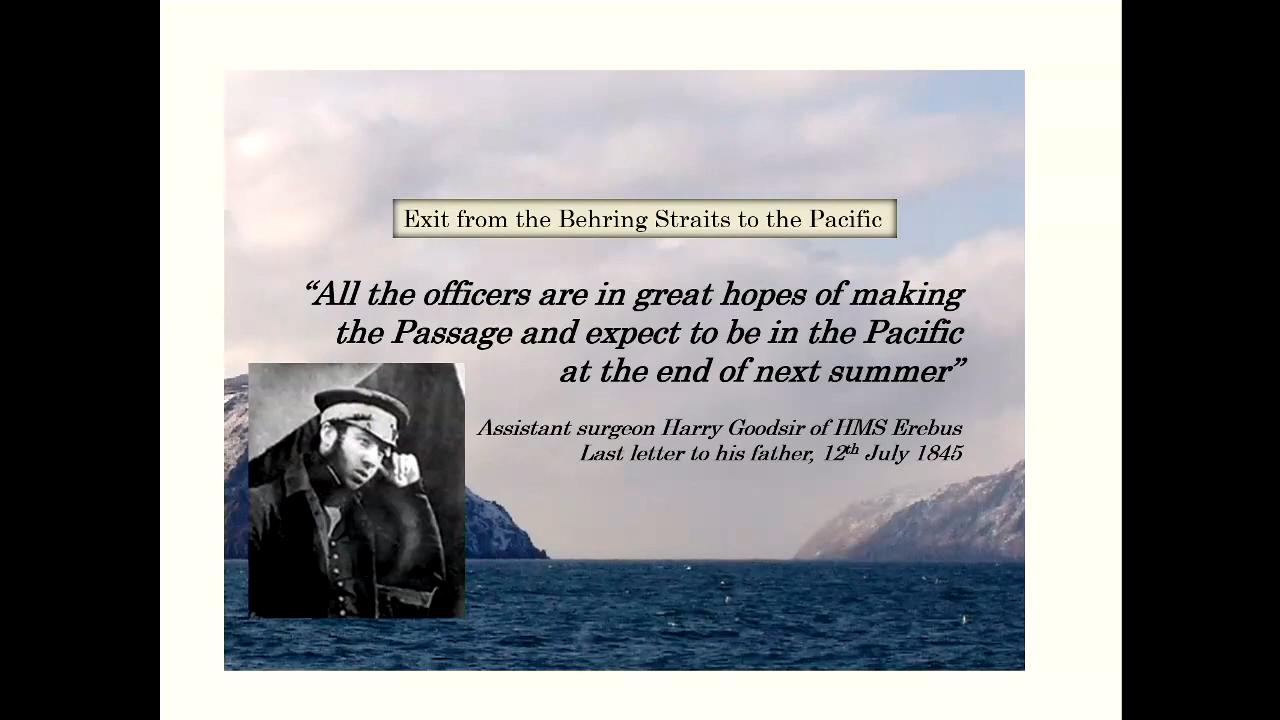 Exit from the Behring Straits to the Pacific
“All the officers are in great hopes of making
the Passage and expect to be in the Pacific
at the end of next summer”
Assistant surgeon Harry Goodsir of HMS Erebus
Last letter to his father, 12th July 1845